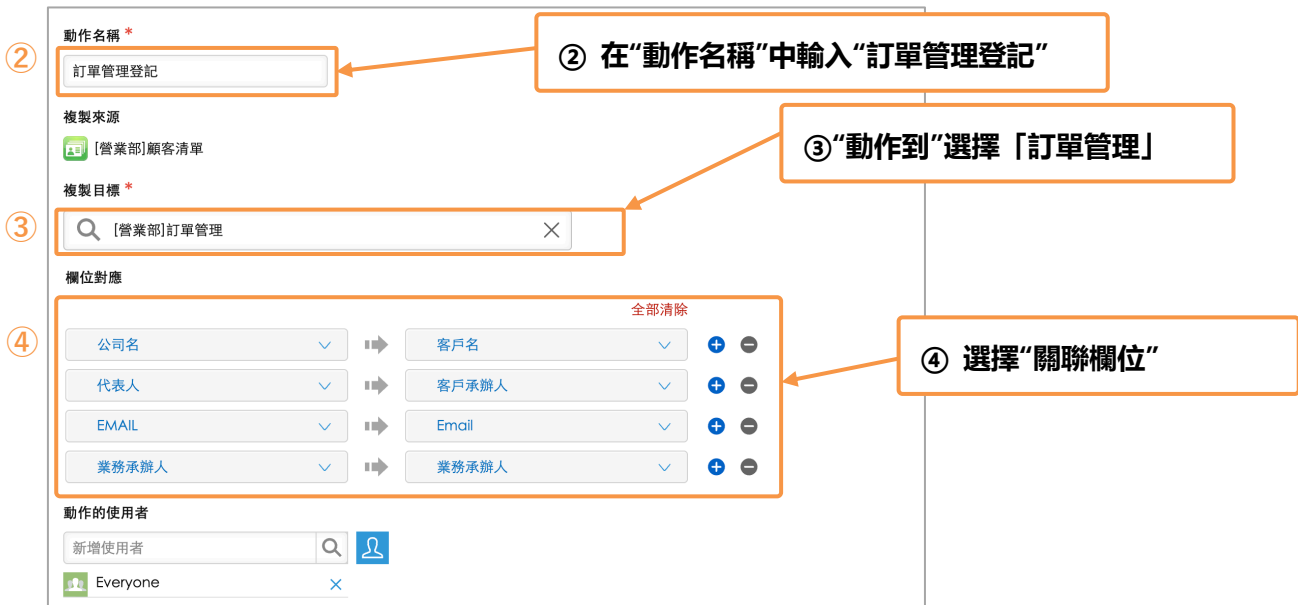 動作名稱 *
② 訂單管理登記
② 在“動作名稱”中輸入“訂單管理登記”
複製來源
[營業部]顧客清單
③“動作到”選擇「訂單管理」
複製目標 *
③ [營業部]訂單管理
欄位對應
全部清除
④ 公司名 客戶名
代表人 客戶承辦人
EMAIL Email
業務承辦人 業務承辦人
④ 選擇“關聯欄位”
動作的使用者
新增使用者
Everyone